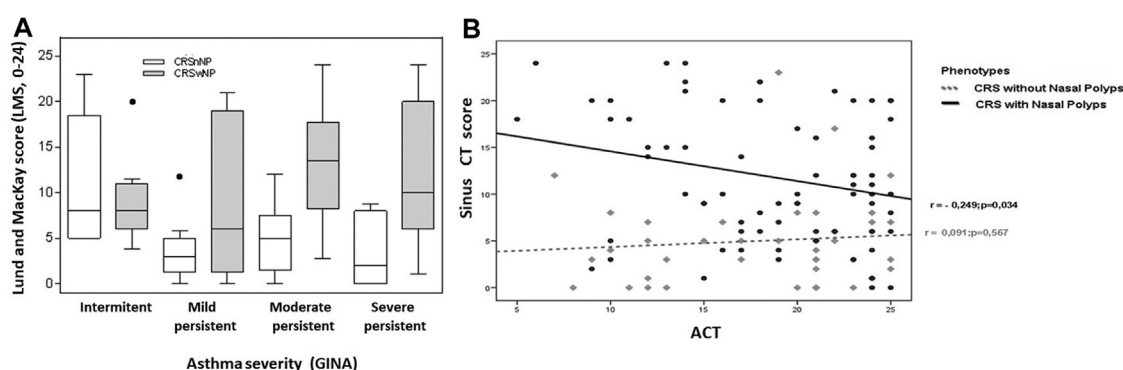 A
Lund and MacKay score (LMS, 0-24)
25
20
15
10
5
0
CRSnNP
CRSwNP
Intermitent
Mild
persistent
Moderate
persistent
Severe
persistent
Asthma severity (GINA)
B
Sinus CT score
25
20
15
10
5
0
5
10
15
20
25
ACT
Phenotypes
CRS without Nasal Polyps
CRS with Nasal Polyps
r = - 0,249;p=0,034
r = 0,091;p=0,567